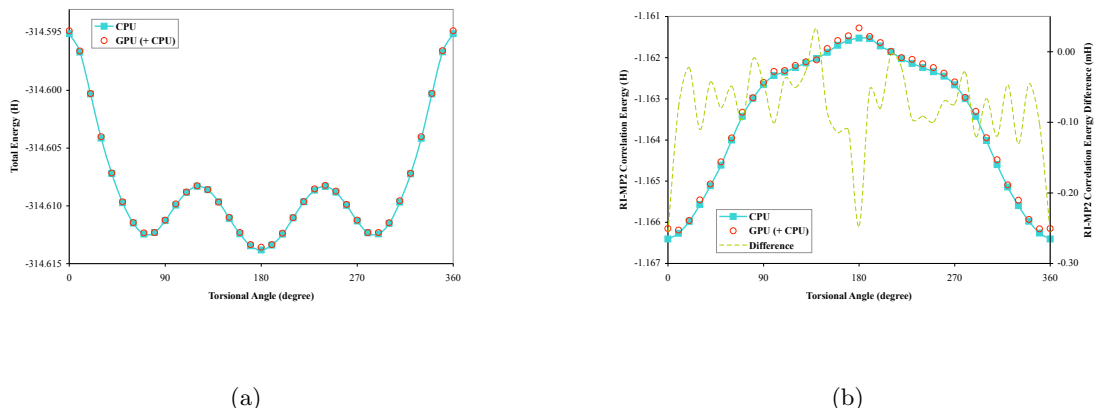 -314.595
-314.600
-314.605
-314.610
-314.615
Total Energy (H)
CPU
GPU (+ CPU)
0
90
180
270
360
Torsional Angle (degree)
(a)
-1.161
-1.162
-1.163
-1.164
-1.165
-1.166
-1.167
RI-MP2 Correlation Energy (H)
CPU
GPU (+ CPU)
Difference
0
90
180
270
360
Torsional Angle (degree)
0.00
-0.10
-0.20
-0.30
RI-MP2 Correlation Energy Difference (mH)
(b)